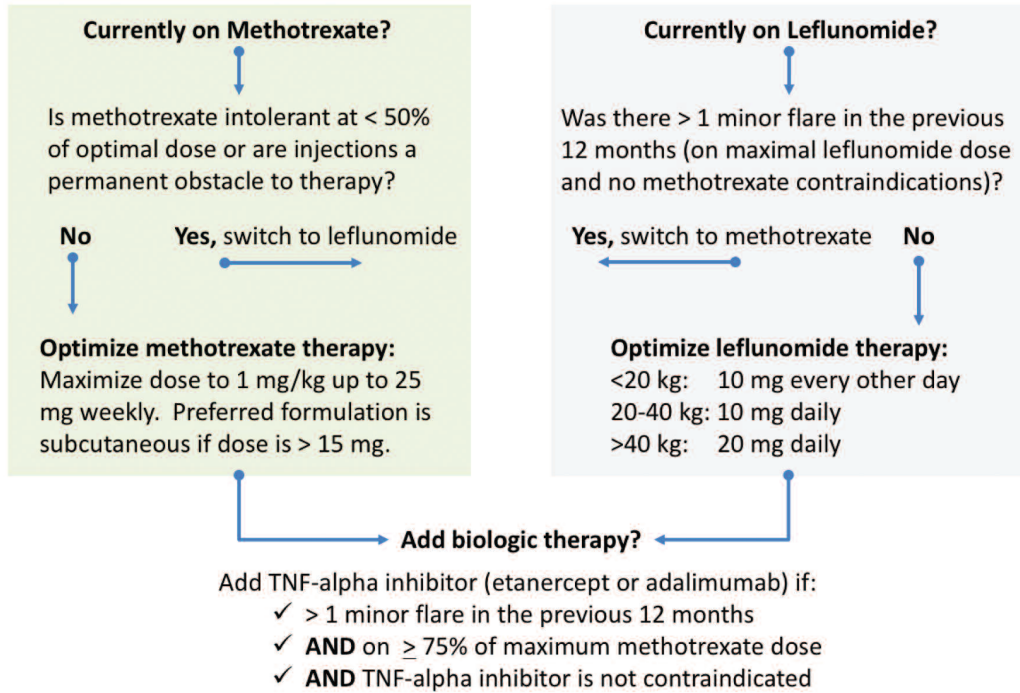 Currently on Methotrexate?
Is methotrexate intolerant at < 50%
of optimal dose or are injections a
permanent obstacle to therapy?
No
Yes, switch to leflunomide
Optimize methotrexate therapy:
Maximize dose to 1 mg/kg up to 25
mg weekly. Preferred formulation is
subcutaneous if dose is > 15 mg.
Currently on Leflunomide?
Was there > 1 minor flare in the previous
12 months (on maximal leflunomide dose
and no methotrexate contraindications)?
Yes, switch to methotrexate
No
Optimize leflunomide therapy:
<20 kg: 10 mg every other day
20-40 kg: 10 mg daily
>40 kg: 20 mg daily
Add biologic therapy?
Add TNF-alpha inhibitor (etanercept or adalimumab) if:
✓ > 1 minor flare in the previous 12 months
✓ AND on ≥ 75% of maximum methotrexate dose
✓ AND TNF-alpha inhibitor is not contraindicated